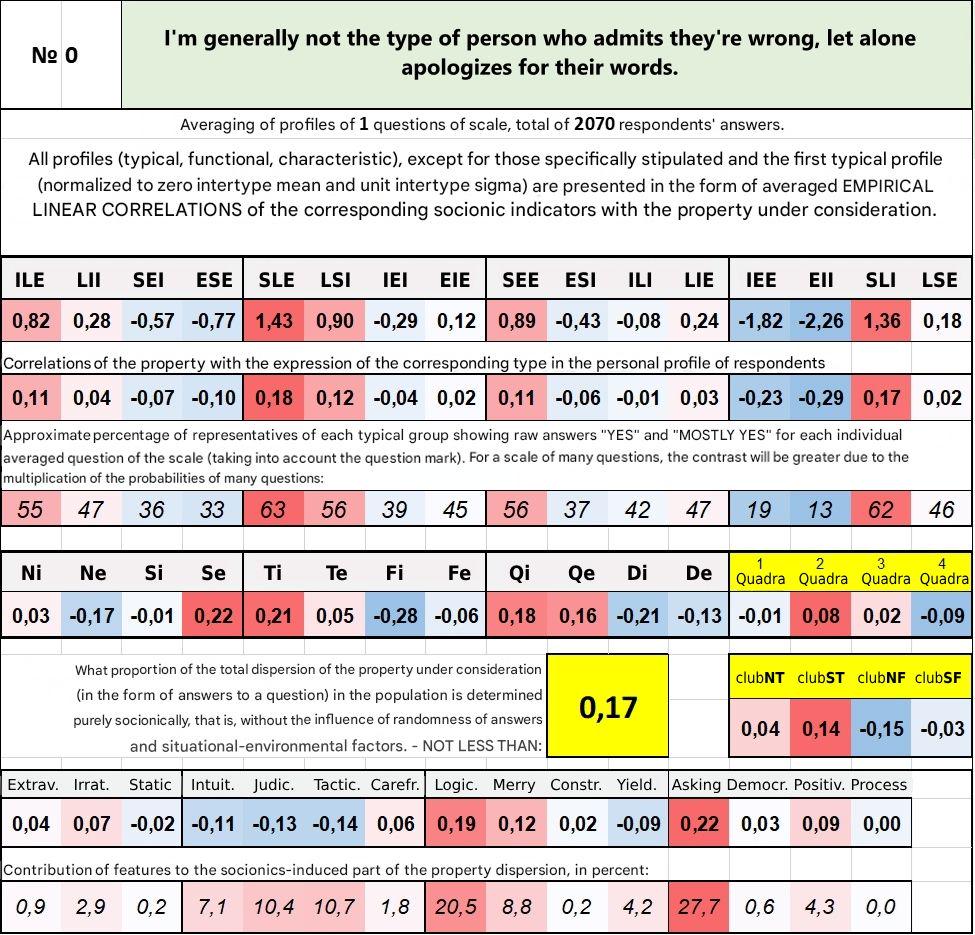 № 0
I'm generally not the type of person who admits they're wrong, let alone
apologizes for their words.
Averaging of profiles of 1 questions of scale, total of 2070 respondents' answers.
All profiles (typical, functional, characteristic), except for those specifically stipulated and the first typical profile
(normalized to zero intertype mean and unit intertype sigma) are presented in the form of averaged EMPIRICAL
LINEAR CORRELATIONS of the corresponding socionic indicators with the property under consideration.
ILE LII SEI ESE SLE LSI IEI EIE SEE ESI ILI LIE IEE EII SLI LSE
0,82 0,28 -0,57 -0,77 1,43 0,90 -0,29 0,12 0,89 -0,43 -0,08 0,24 -1,82 -2,26 1,36 0,18
Correlations of the property with the expression of the corresponding type in the personal profile of respondents
0,11 0,04 -0,07 -0,10 0,18 0,12 -0,04 0,02 0,11 -0,06 -0,01 0,03 -0,23 -0,29 0,17 0,02
Approximate percentage of representatives of each typical group showing raw answers "YES" and "MOSTLY YES" for each individual
averaged question of the scale (taking into account the question mark). For a scale of many questions, the contrast will be greater due to the
multiplication of the probabilities of many questions:
55 47 36 33 63 56 39 45 56 37 42 47 19 13 62 46
Ni Ne Si Se Ti Te Fi Fe Qi Qe Di De 1 Quadra 2 Quadra 3 Quadra 4 Quadra
0,03 -0,17 -0,01 0,22 0,21 0,05 -0,28 -0,06 0,18 0,16 -0,21 -0,13 -0,01 0,08 0,02 -0,09
What proportion of the total dispersion of the property under consideration
(in the form of answers to a question) in the population is determined
purely socionically, that is, without the influence of randomness of answers
and situational-environmental factors. - NOT LESS THAN:
0,17
clubNT clubST clubNF clubSF
0,04 0,14 -0,15 -0,03
Extrav. Irrat. Static Intuit. Judic. Tactic. Carefr. Logic. Merry Constr. Yield. Asking Democr. Positiv. Process
0,04 0,07 -0,02 -0,11 -0,13 -0,14 0,06 0,19 0,12 0,02 -0,09 0,22 0,03 0,09 0,00
Contribution of features to the socionics-induced part of the property dispersion, in percent:
0,9 2,9 0,2 7,1 10,4 10,7 1,8 20,5 8,8 0,2 4,2 27,7 0,6 4,3 0,0